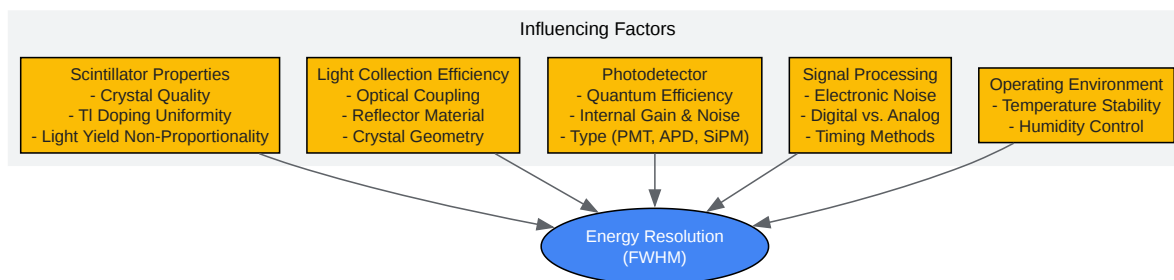 Influencing Factors
Scintillator Properties
- Crystal Quality
- Tl Doping Uniformity
- Light Yield Non-Proportionality
Light Collection Efficiency
- Optical Coupling
- Reflector Material
- Crystal Geometry
Photodetector
- Quantum Efficiency
- Internal Gain & Noise
- Type (PMT, APD, SiPM)
Signal Processing
- Electronic Noise
- Digital vs. Analog
- Timing Methods
Operating Environment
- Temperature Stability
- Humidity Control
Energy Resolution
(FWHM)